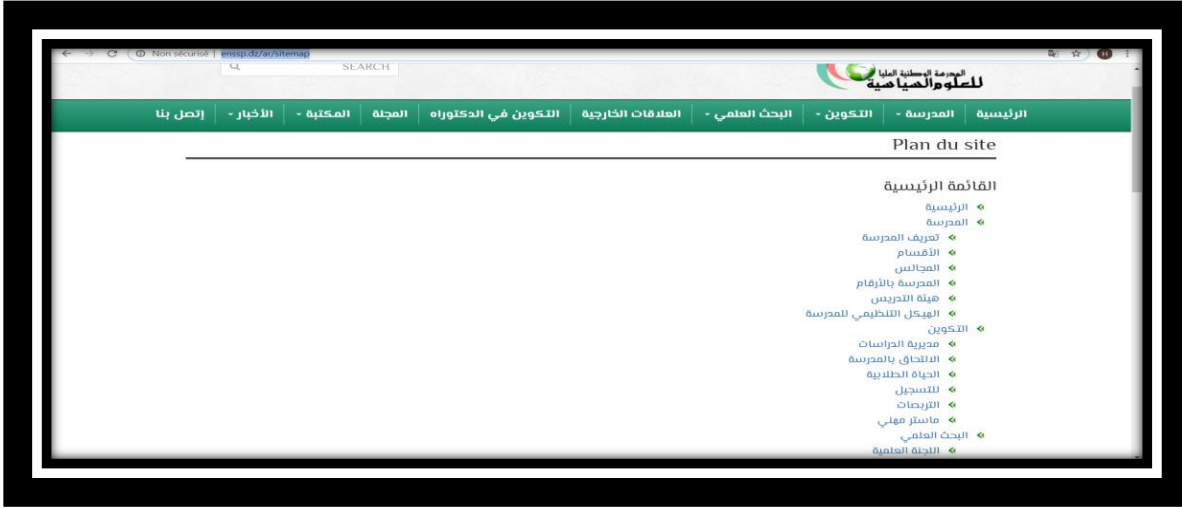 Non sécurisé | enssp.dz/ar/sitemap
SEARCH
المدرسة الوطنية العليا
للعلوم السياسية
الرئيسية المدرسة التكوين البحث العلمي العلاقات الخارجية التكوين في الدكتوراه المجلة المكتبة الأخبار إتصل بنا
Plan du site
القائمة الرئيسية
الرئيسية
المدرسة
تعريف المدرسة
الأقسام
المجالس
المدرسة بالأرقام
هيئة التدريس
الهيكل التنظيمي للمدرسة
التكوين
مديرية الدراسات
الالتحاق بالمدرسة
الحياة الطلابية
للتسجيل
التربصات
ماستر مهني
البحث العلمي
اللجنة العلمية